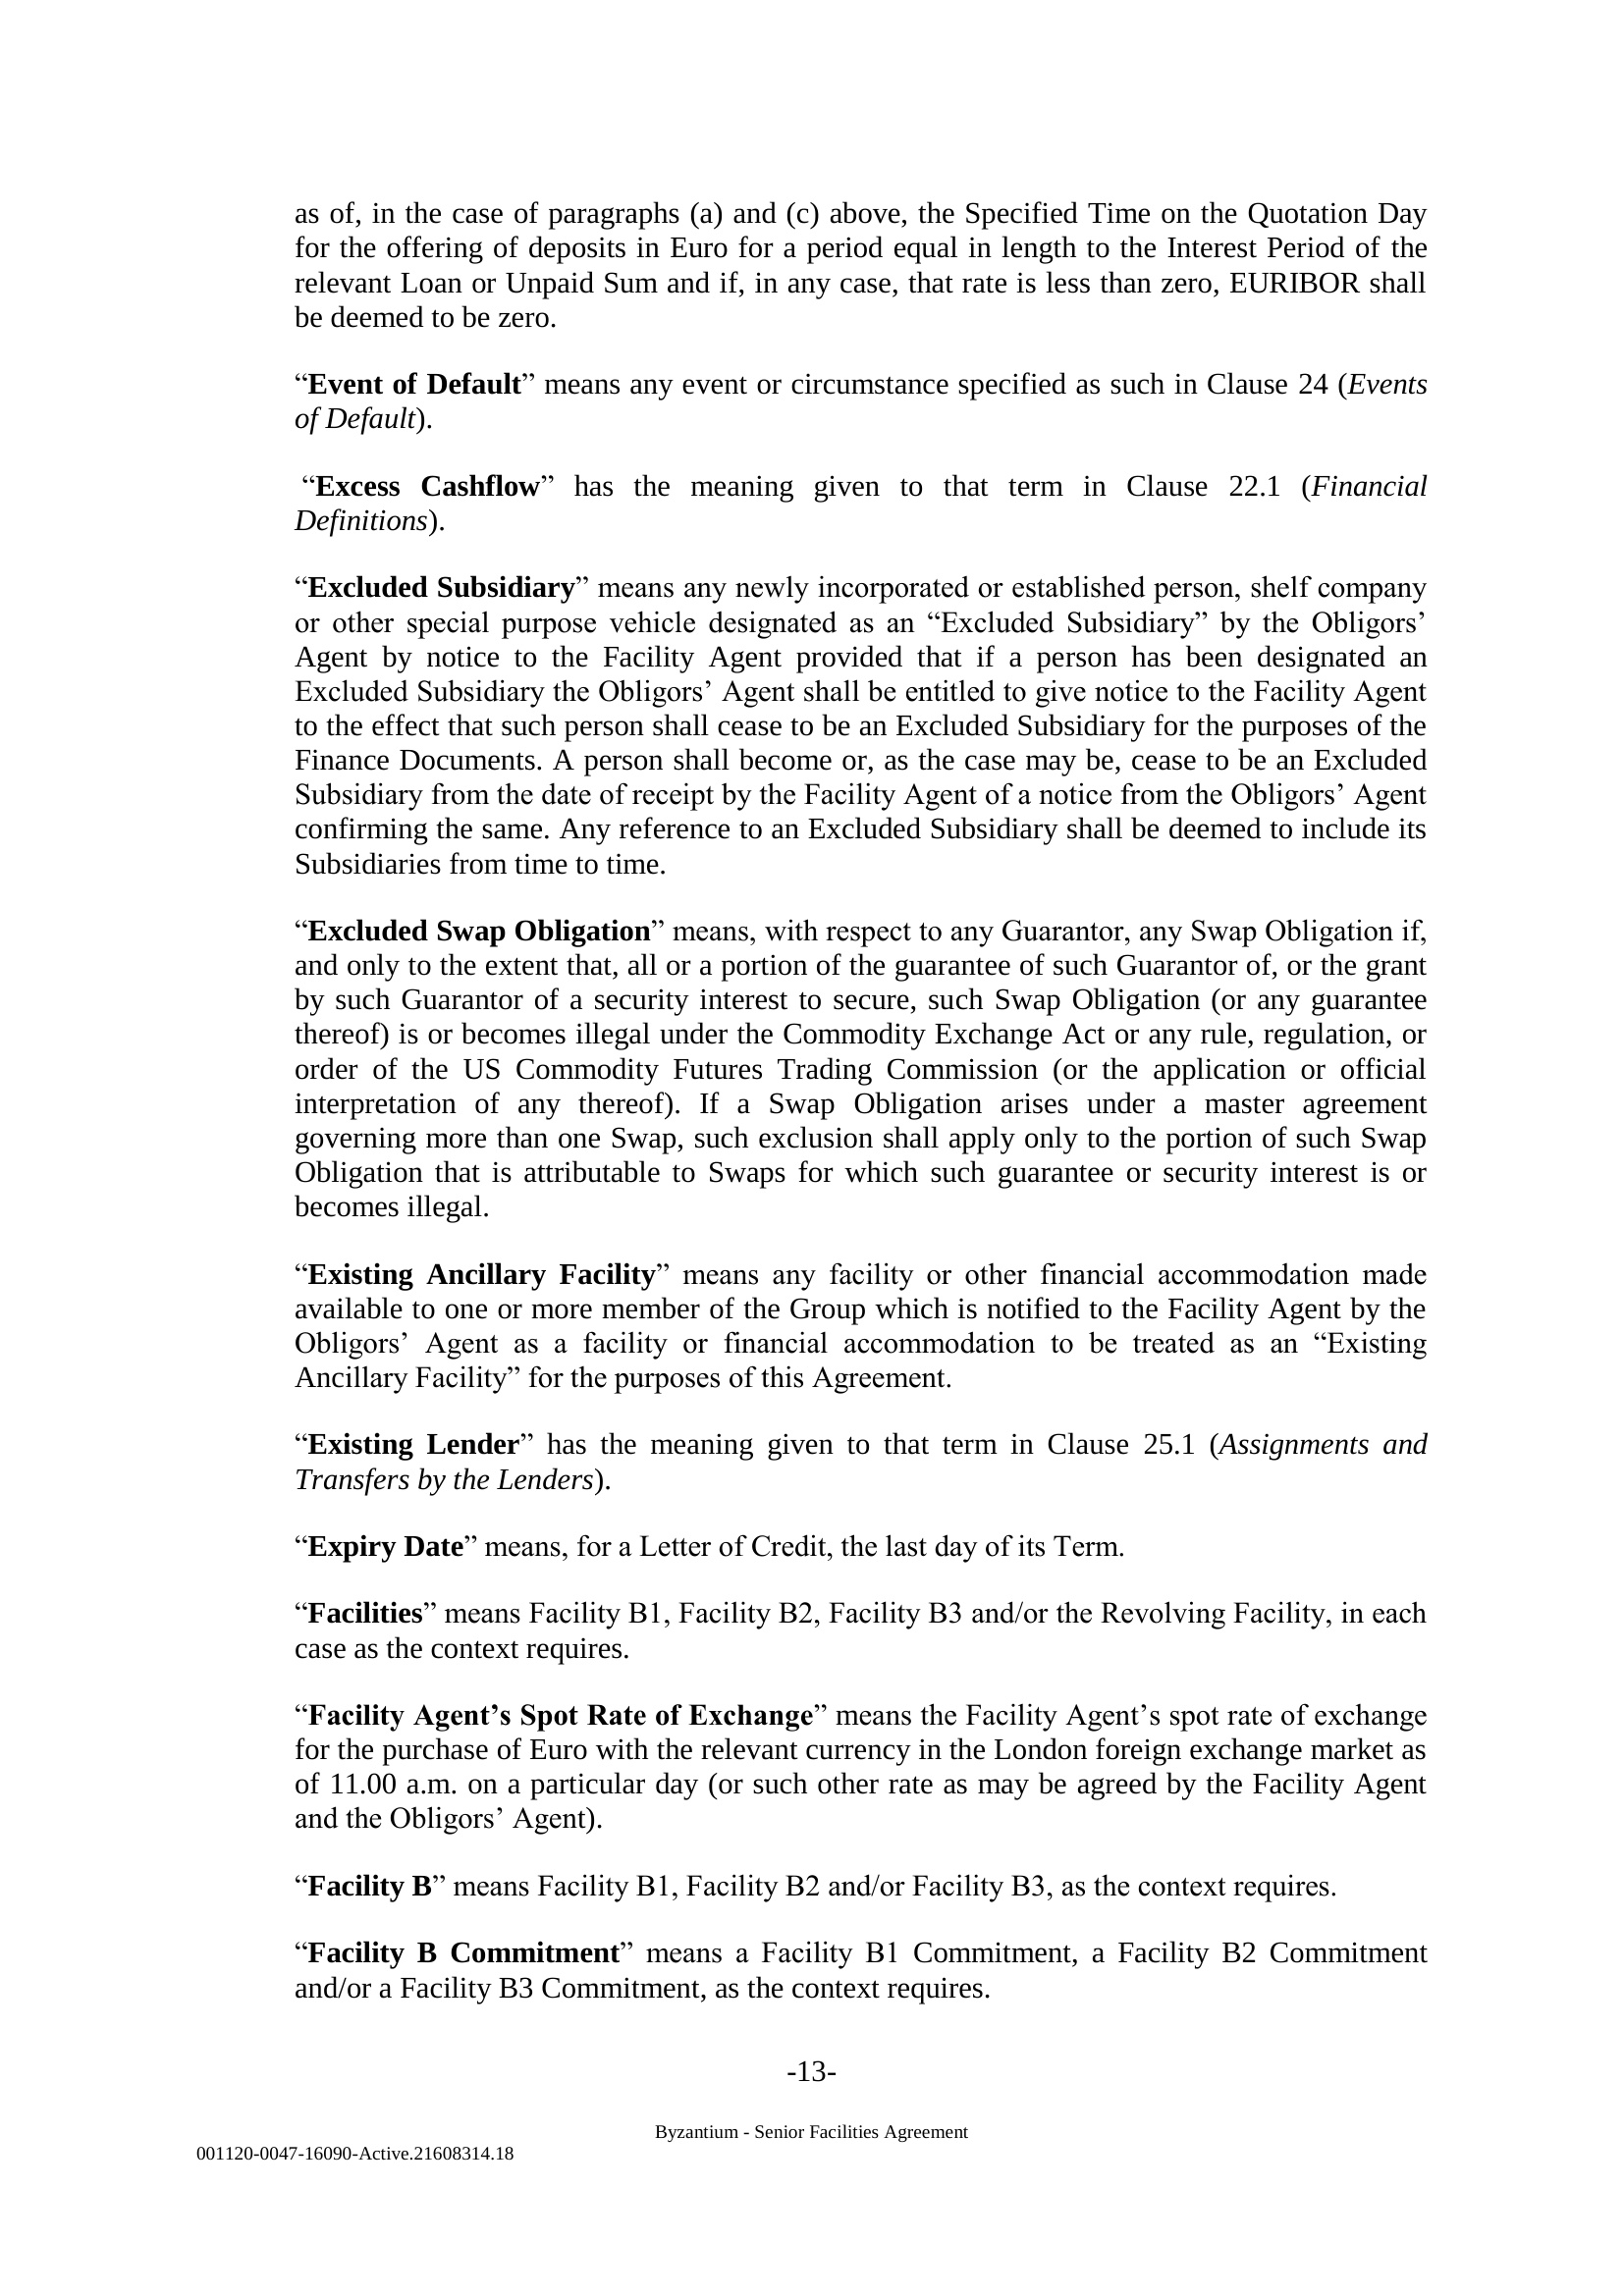 as of, in the case of paragraphs (a) and (c) above, the Specified Time on the Quotation Day
for the offering of deposits in Euro for a period equal in length to the Interest Period of the
relevant Loan or Unpaid Sum and if, in any case, that rate is less than zero, EURIBOR shall
be deemed to be zero.
“Event of Default” means any event or circumstance specified as such in Clause 24 (Events
of Default).
“Excess Cashflow” has the meaning given to that term in Clause 22.1 (Financial
Definitions).
“Excluded Subsidiary” means any newly incorporated or established person, shelf company
or other special purpose vehicle designated as an “Excluded Subsidiary” by the Obligors’
Agent by notice to the Facility Agent provided that if a person has been designated an
Excluded Subsidiary the Obligors’ Agent shall be entitled to give notice to the Facility Agent
to the effect that such person shall cease to be an Excluded Subsidiary for the purposes of the
Finance Documents. A person shall become or, as the case may be, cease to be an Excluded
Subsidiary from the date of receipt by the Facility Agent of a notice from the Obligors’ Agent
confirming the same. Any reference to an Excluded Subsidiary shall be deemed to include its
Subsidiaries from time to time.
“Excluded Swap Obligation” means, with respect to any Guarantor, any Swap Obligation if,
and only to the extent that, all or a portion of the guarantee of such Guarantor of, or the grant
by such Guarantor of a security interest to secure, such Swap Obligation (or any guarantee
thereof) is or becomes illegal under the Commodity Exchange Act or any rule, regulation, or
order of the US Commodity Futures Trading Commission (or the application or official
interpretation of any thereof). If a Swap Obligation arises under a master agreement
governing more than one Swap, such exclusion shall apply only to the portion of such Swap
Obligation that is attributable to Swaps for which such guarantee or security interest is or
becomes illegal.
“Existing Ancillary Facility” means any facility or other financial accommodation made
available to one or more member of the Group which is notified to the Facility Agent by the
Obligors’ Agent as a facility or financial accommodation to be treated as an “Existing
Ancillary Facility” for the purposes of this Agreement.
“Existing Lender” has the meaning given to that term in Clause 25.1 (Assignments and
Transfers by the Lenders).
“Expiry Date” means, for a Letter of Credit, the last day of its Term.
“Facilities” means Facility B1, Facility B2, Facility B3 and/or the Revolving Facility, in each
case as the context requires.
“Facility Agent’s Spot Rate of Exchange” means the Facility Agent’s spot rate of exchange
for the purchase of Euro with the relevant currency in the London foreign exchange market as
of 11.00 a.m. on a particular day (or such other rate as may be agreed by the Facility Agent
and the Obligors’ Agent).
“Facility B” means Facility B1, Facility B2 and/or Facility B3, as the context requires.
“Facility B Commitment” means a Facility B1 Commitment, a Facility B2 Commitment
and/or a Facility B3 Commitment, as the context requires.
-13-
Byzantium - Senior Facilities Agreement
001120-0047-16090-Active.21608314.18